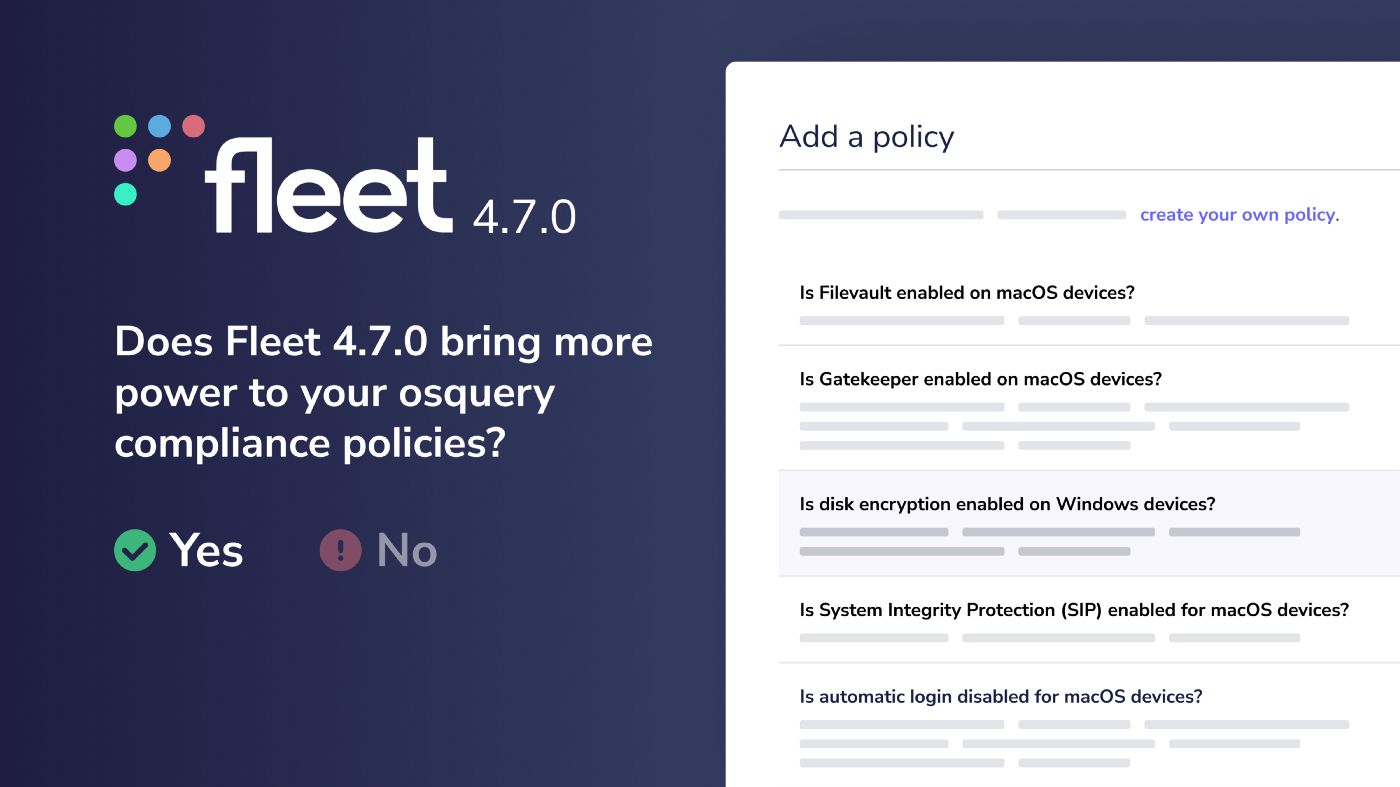 fleet 4.7.0
Does Fleet 4.7.0 bring more
power to your osquery
compliance policies?
Yes
No
Add a policy
create your own policy.
Is Filevault enabled on macOS devices?
Is Gatekeeper enabled on macOS devices?
Is disk encryption enabled on Windows devices?
Is System Integrity Protection (SIP) enabled for macOS devices?
Is automatic login disabled for macOS devices?